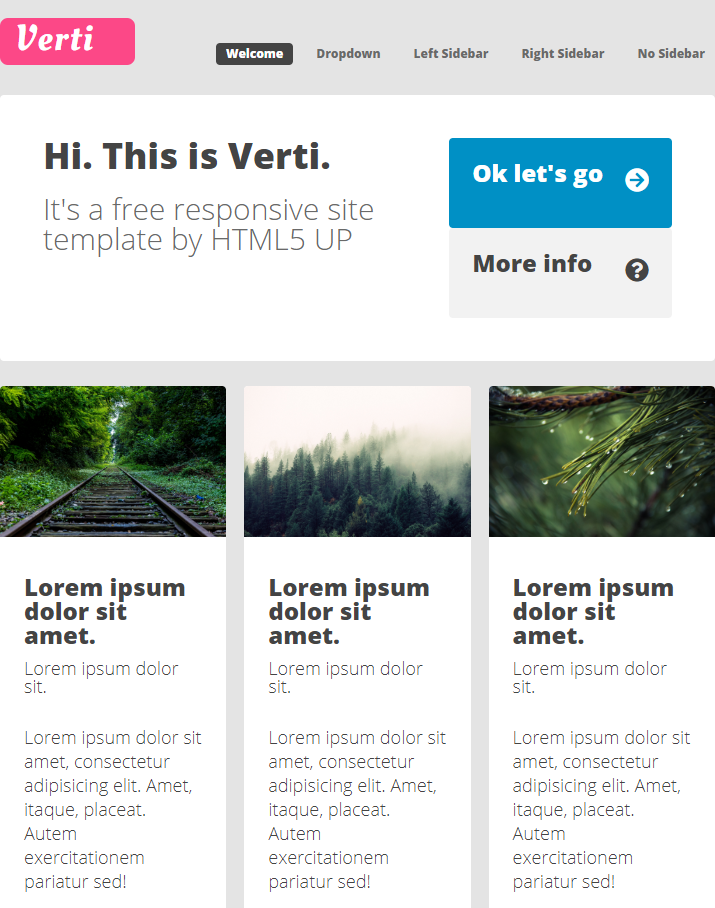 Verti
Welcome
Dropdown
Left Sidebar
Right Sidebar
No Sidebar
Hi. This is Verti.
It's a free responsive site
template by HTML5 UP
Ok let's go
More info
Lorem ipsum
dolor sit
amet.
Lorem ipsum dolor
sit.
Lorem ipsum dolor sit
amet, consectetur
adipisicing elit. Amet,
itaque, placeat.
Autem
exercitationem
pariatur sed!
Lorem ipsum
dolor sit
amet.
Lorem ipsum dolor
sit.
Lorem ipsum dolor sit
amet, consectetur
adipisicing elit. Amet,
itaque, placeat.
Autem
exercitationem
pariatur sed!
Lorem ipsum
dolor sit
amet.
Lorem ipsum dolor
sit.
Lorem ipsum dolor sit
amet, consectetur
adipisicing elit. Amet,
itaque, placeat.
Autem
exercitationem
pariatur sed!